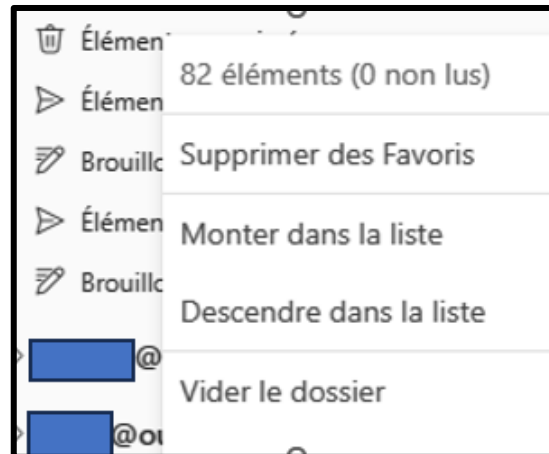 Élémen
82 éléments (0 non lus)
Élémen
Supprimer des Favoris
Brouillo
Élémen
Monter dans la liste
Brouillo
Descendre dans la liste
@
Vider le dossier
@ou